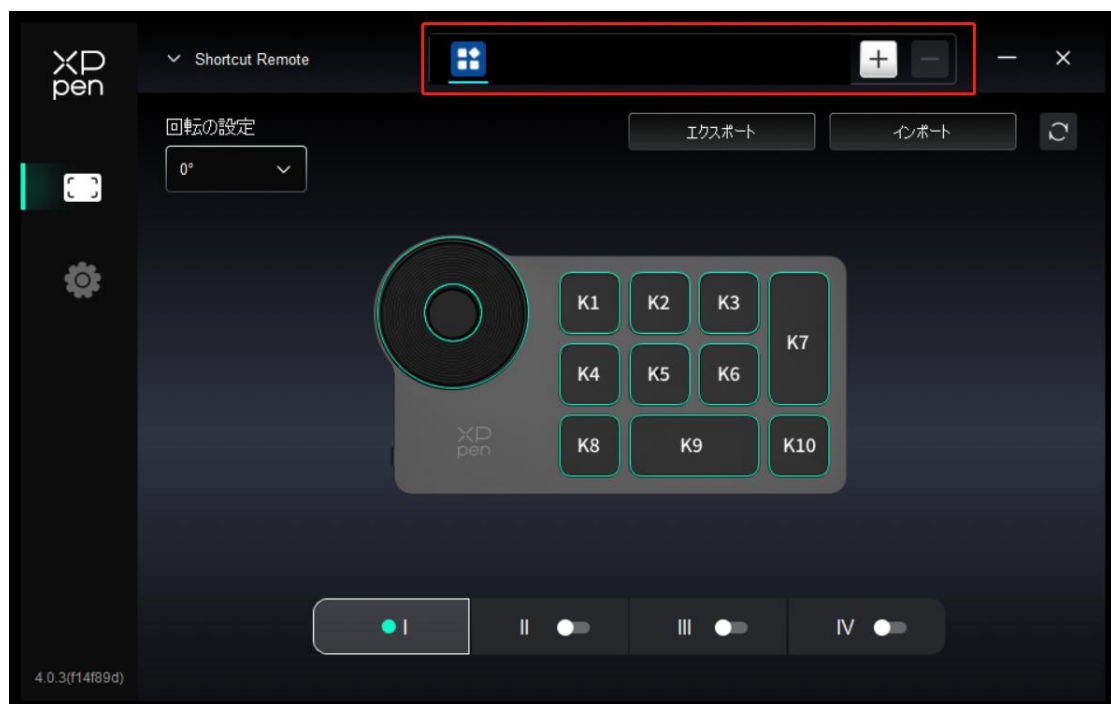 XP
pen
Shortcut Remote
回転の設定
エクスポート
インポート
0°
K1
K2
K3
K7
K4
K5
K6
XP
pen
K8
K9
K10
I
II
III
IV
4.0.3(f14f89d)